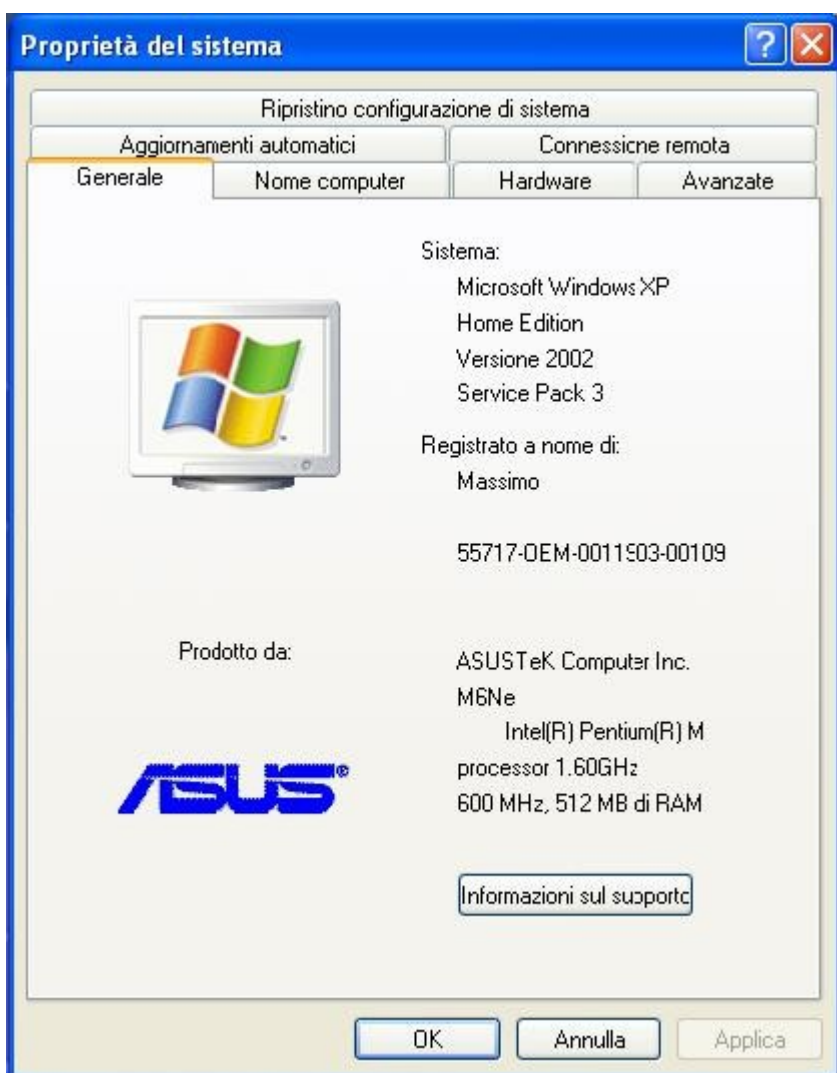 Proprietà del sistema
Ripristino configurazione di sistema
Aggiornamenti automatici
Connessione remota
Generale
Nome computer
Hardware
Avanzate
Sistema:
Microsoft Windows XP
Home Edition
Versione 2002
Service Pack 3
Registrato a nome di:
Massimo
55717-OEM-0011903-00109
Prodotto da:
ASUS®
ASUSTeK Computer Inc.
M6Ne
Intel(R) Pentium(R) M
processor 1.60GHz
600 MHz, 512 MB di RAM
Informazioni sul supporto
OK
Annulla
Applica